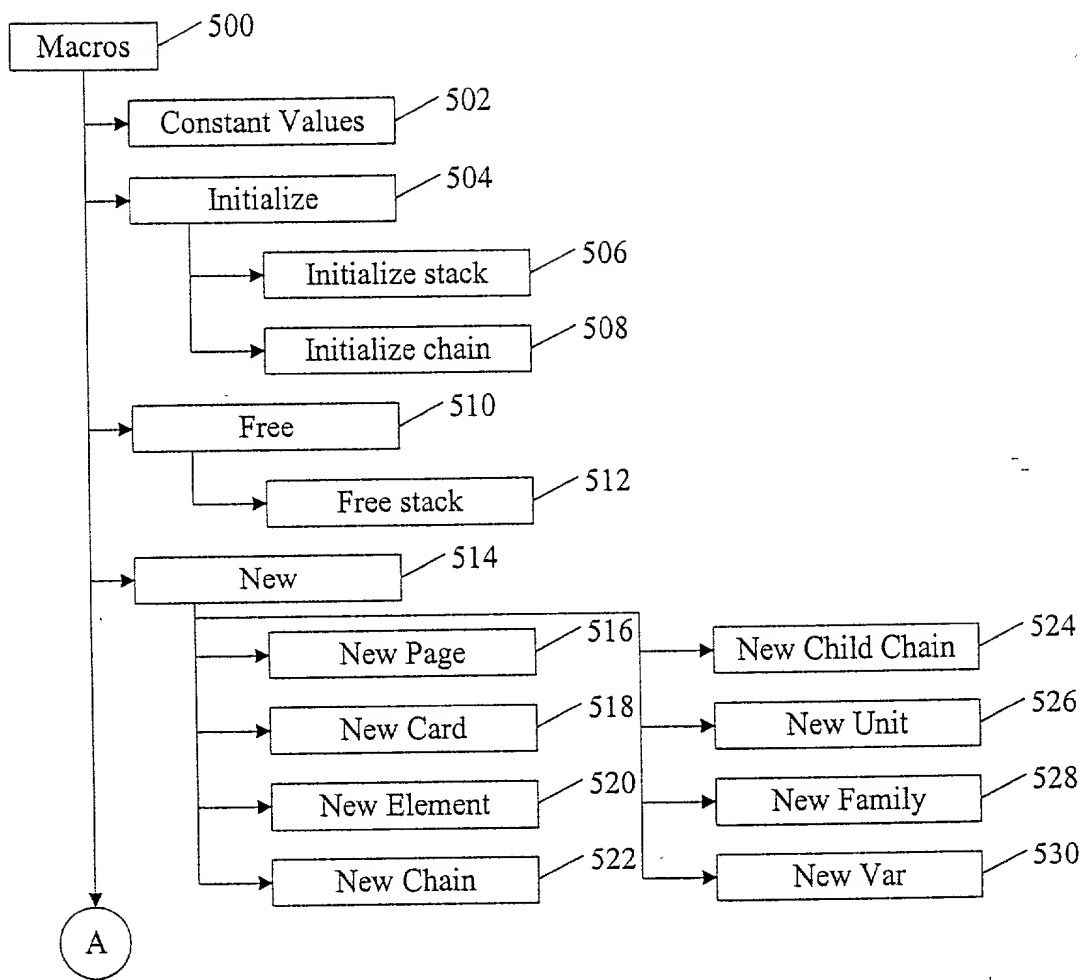 Macros
500
Constant Values
502
Initialize
504
Initialize stack
506
Initialize chain
508
Free
510
Free stack
512
New
514
New Page
516
New Card
518
New Element
520
New Chain
522
New Child Chain
524
New Unit
526
New Family
528
New Var
530
A